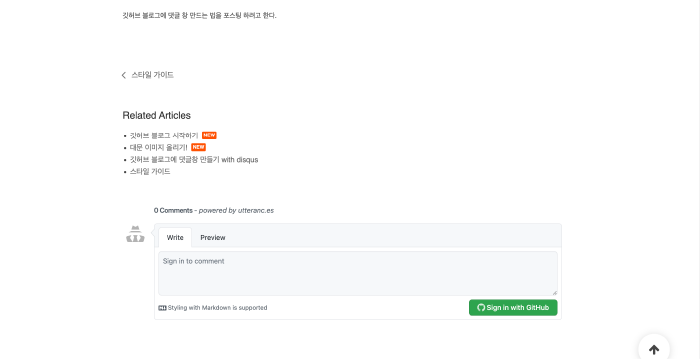 깃허브 블로그에 댓글 창 만드는 법을 포스팅 하려고 한다.
스타일 가이드
Related Articles
깃허브 블로그 시작하기 NEW
대문 이미지 올리기! NEW
깃허브 블로그에 댓글창 만들기 with disqus
스타일 가이드
0 Comments - powered by utteranc.es
Write Preview
Sign in to comment
Styling with Markdown is supported Sign in with GitHub